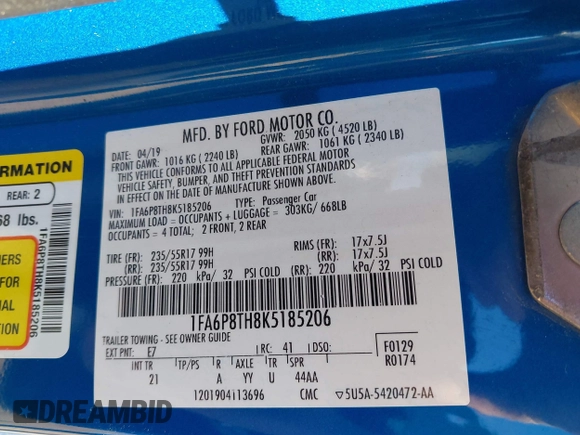 MFD. BY FORD MOTOR CO.
DATE: 04/19 GVWR: 2050 KG ( 4520 LB)
FRONT GAWR: 1016 KG ( 2240 LB) REAR GAWR: 1061 KG ( 2340 LB)
THIS VEHICLE CONFORMS TO ALL APPLICABLE FEDERAL MOTOR
VEHICLE SAFETY, BUMPER, AND THEFT PREVENTION STANDARDS
IN EFFECT ON THE DATE OF MANUFACTURE SHOWN ABOVE.
VEHICLE IDENTIFICATION NO.
VIN: 1FA6P8TH8K5185206 TYPE: Passenger Car
MAXIMUM LOAD = OCCUPANTS + LUGGAGE = 303KG/ 668LB
OCCUPANTS = 4 TOTAL; 2 FRONT, 2 REAR
TIRE (FR): 235/55R17 99H RIMS (FR): 17x7.5J
(RR): 235/55R17 99H (RR): 17x7.5J
PRESSURE (FR): 220 kPa/ 32 PSI COLD (RR): 220 kPa/ 32 PSI COLD
1FA6P8TH8K5185206
TRAILER TOWING - SEE OWNER GUIDE
EXT PNT: E7 RC: 41 DSO: F0129
INT TR TP/PS R AXLE TR SPR R0174
21 A YY U 44AA
1201904i13696 CMC 5U5A-5420472-AA
FORMATION
REAR: 2
68 lbs.
1FA6P8TH8K5185206
DREAMBID